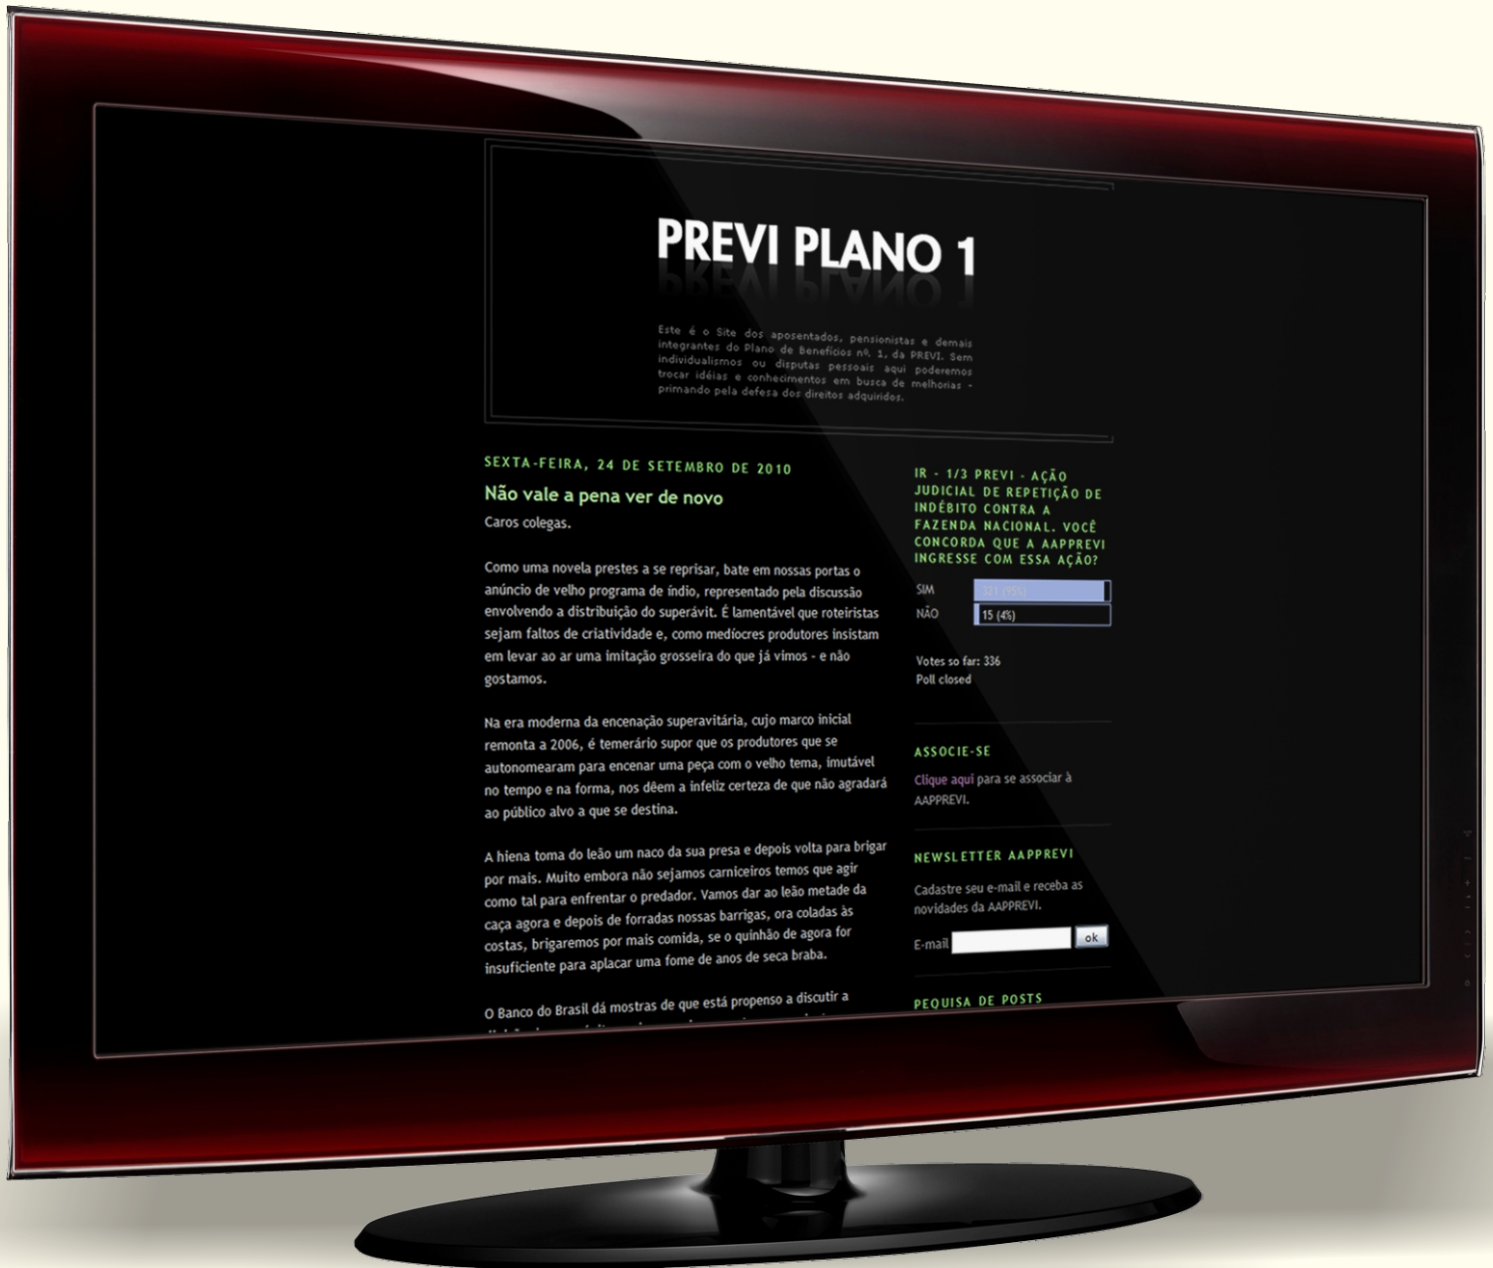 PREVI PLANO 1
Este é o Site dos aposentados, pensionistas e demais
integrantes do Plano de Benefícios nº. 1, da PREVI. Sem
individualismos ou disputas pessoais aqui poderemos
trocar idéias e conhecimentos em busca de melhorias -
primando pela defesa dos direitos adquiridos.
SEXTA-FEIRA, 24 DE SETEMBRO DE 2010
Não vale a pena ver de novo
Caros colegas.
Como uma novela prestes a se reprisar, bate em nossas portas o
anúncio de velho programa de índio, representado pela discussão
envolvendo a distribuição do superávit. É lamentável que roteiristas
sejam faltos de criatividade e, como medíocres produtores insistam
em levar ao ar uma imitação grosseira do que já vimos - e não
gostamos.
Na era moderna da encenação superavitária, cujo marco inicial
remonta a 2006, é temerário supor que os produtores que se
autonomearam para encenar uma peça com o velho tema, imutável
no tempo e na forma, nos dêem a infeliz certeza de que não agradará
ao público alvo a que se destina.
A hiena toma do leão um naco da sua presa e depois volta para brigar
por mais. Muito embora não sejamos carniceiros temos que agir
como tal para enfrentar o predador. Vamos dar ao leão metade da
caça agora e depois de forradas nossas barrigas, ora coladas às
costas, brigaremos por mais comida, se o quinhão de agora for
insuficiente para aplacar uma fome de anos de seca braba.
O Banco do Brasil dá mostras de que está propenso a discutir a
IR - 1/3 PREVI - AÇÃO
JUDICIAL DE REPETIÇÃO DE
INDÉBITO CONTRA A
FAZENDA NACIONAL. VOCÊ
CONCORDA QUE A AAPPREVI
INGRESSE COM ESSA AÇÃO?
SIM 321 (95%)
NÃO 15 (4%)
Votes so far: 336
Poll closed
ASSOCIE-SE
Clique aqui para se associar à
AAPPREVI.
NEWSLETTER AAPPREVI
Cadastre seu e-mail e receba as
novidades da AAPPREVI.
E-mail ok
PEQUISA DE POSTS